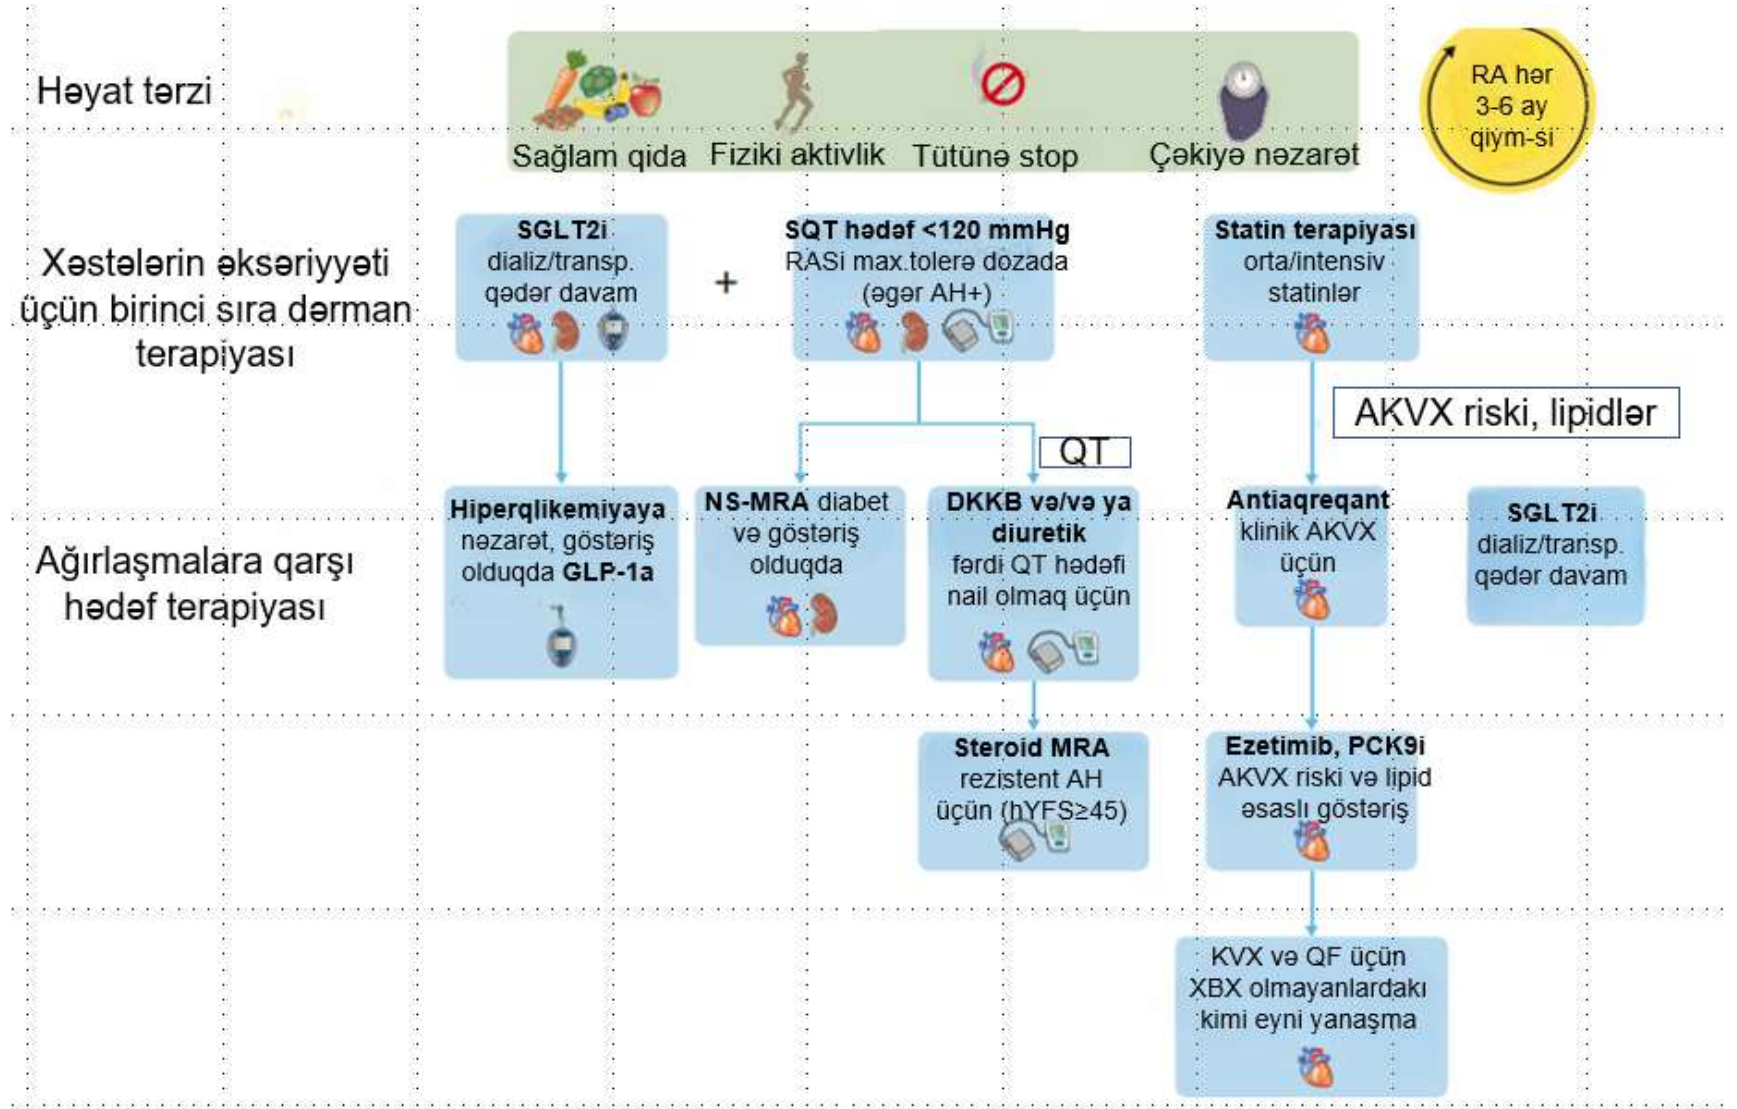 Həyat tərzi
Sağlam qida
Fiziki aktivlik
Tütünə stop
Çəkiyə nəzarət
RA hər
3-6 ay
qiym-si
Xəstələrin əksəriyyəti
üçün birinci sıra dərman
terapiyası
SGLT2i
dializ/transp.
qədər davam
+
SQT hədəf <120 mmHg
RASi max.tolerə dozada
(əgər AH+)
Statin terapiyası
orta/intensiv
statinlər
AKVX riski, lipidlər
QT
Ağırlaşmalara qarşı
hədəf terapiyası
Hiperqlikemiyaya
nəzarət, göstəriş
olduqda GLP-1a
NS-MRA diabet
və göstəriş
olduqda
DKKB və/və ya
diuretik
fərdi QT hədəfi
nail olmaq üçün
Antiaqreqant
klinik AKVX
üçün
SGLT2i
dializ/transp.
qədər davam
Steroid MRA
rezistent AH
üçün (hYFS≥45)
Ezetimib, PCK9i
AKVX riski və lipid
əsaslı göstəriş
KVX və QF üçün
XBX olmayanlardakı
kimi eyni yanaşma